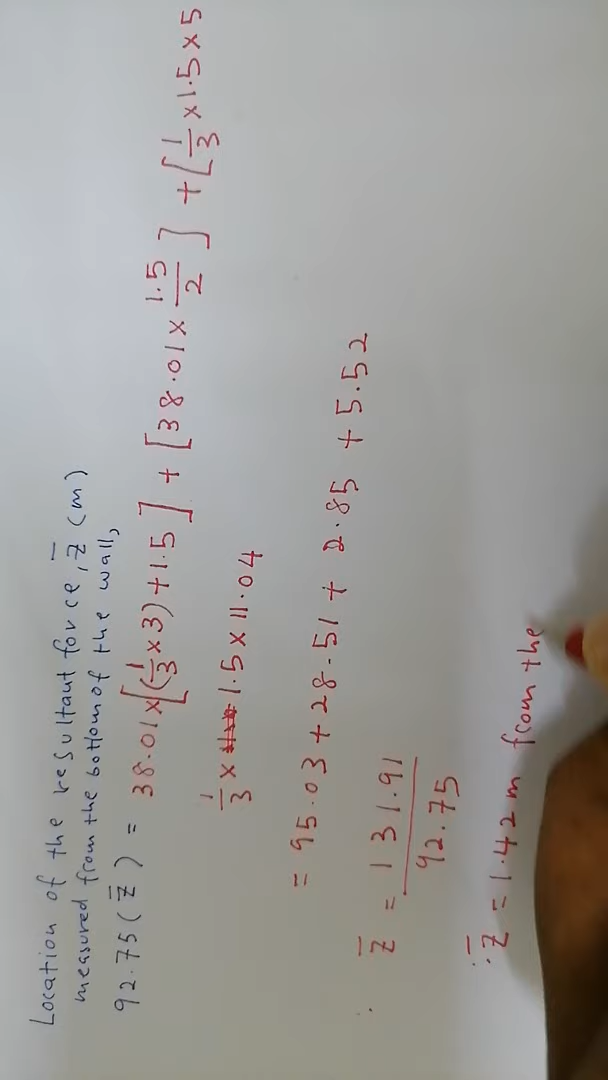 Location of the resultant force, z̄ (m)
measured from the bottom of the wall,
92.75 (z̄) = 38.01 × [(1/3 × 3) + 1.5] + [38.01 × 1.5/2] + [1/3 × 1.5 × 5
1/3 × 1.5 × 11.04
= 95.03 + 28.51 + 2.85 + 5.52
z̄ = 131.91/92.75
∴ z̄ = 1.42 m from the